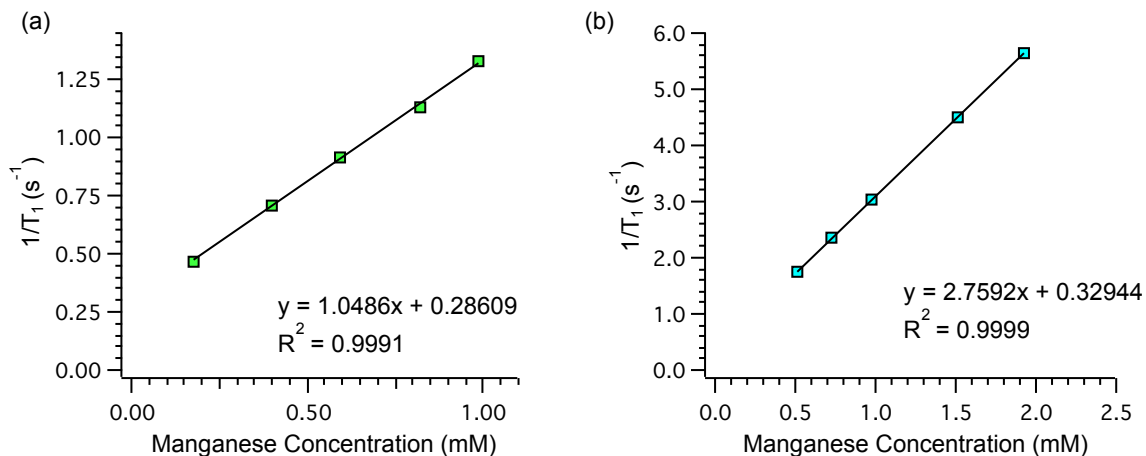 (a)
1.25
1.00
0.75
0.50
0.25
0.00
1/T₁ (s⁻¹)
y = 1.0486x + 0.28609
R² = 0.9991
0.00 0.50 1.00
Manganese Concentration (mM)
(b)
6.0
5.0
4.0
3.0
2.0
1.0
0.0
1/T₁ (s⁻¹)
y = 2.7592x + 0.32944
R² = 0.9999
0.0 0.5 1.0 1.5 2.0 2.5
Manganese Concentration (mM)